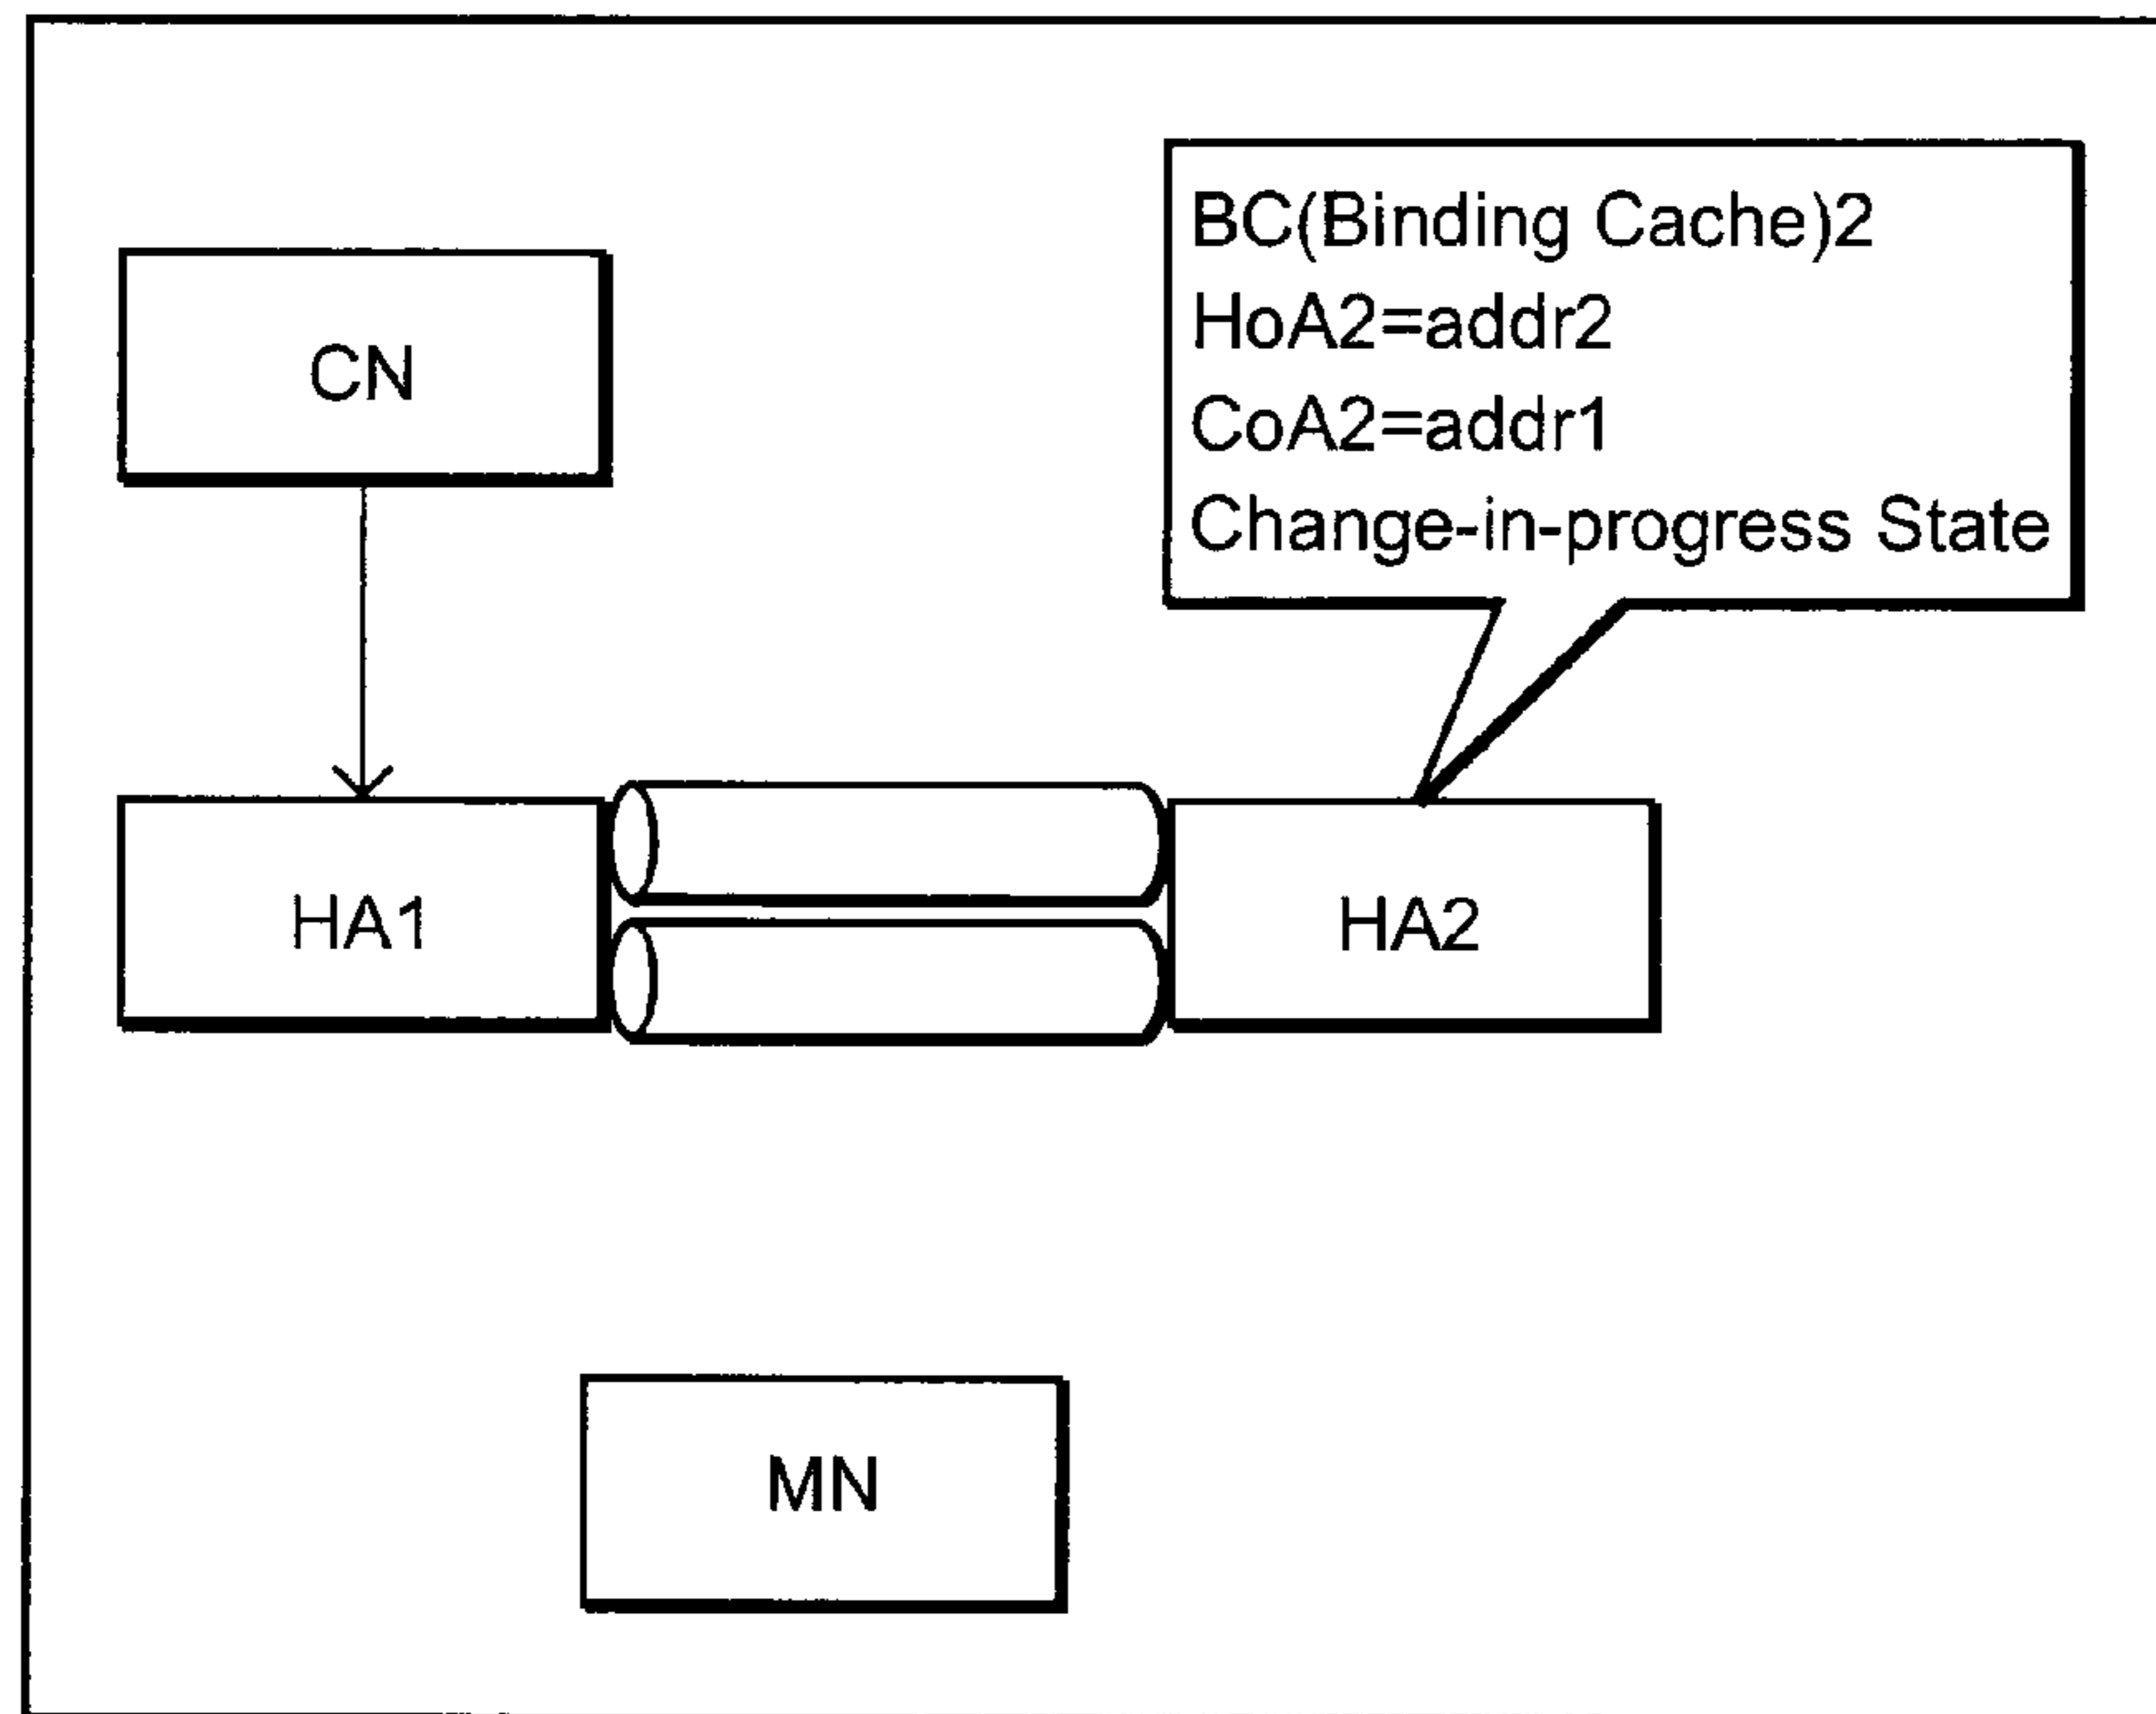 BC(Binding Cache)2
HoA2=addr2
CoA2=addr1
Change-in-progress State
CN
HA1
HA2
MN